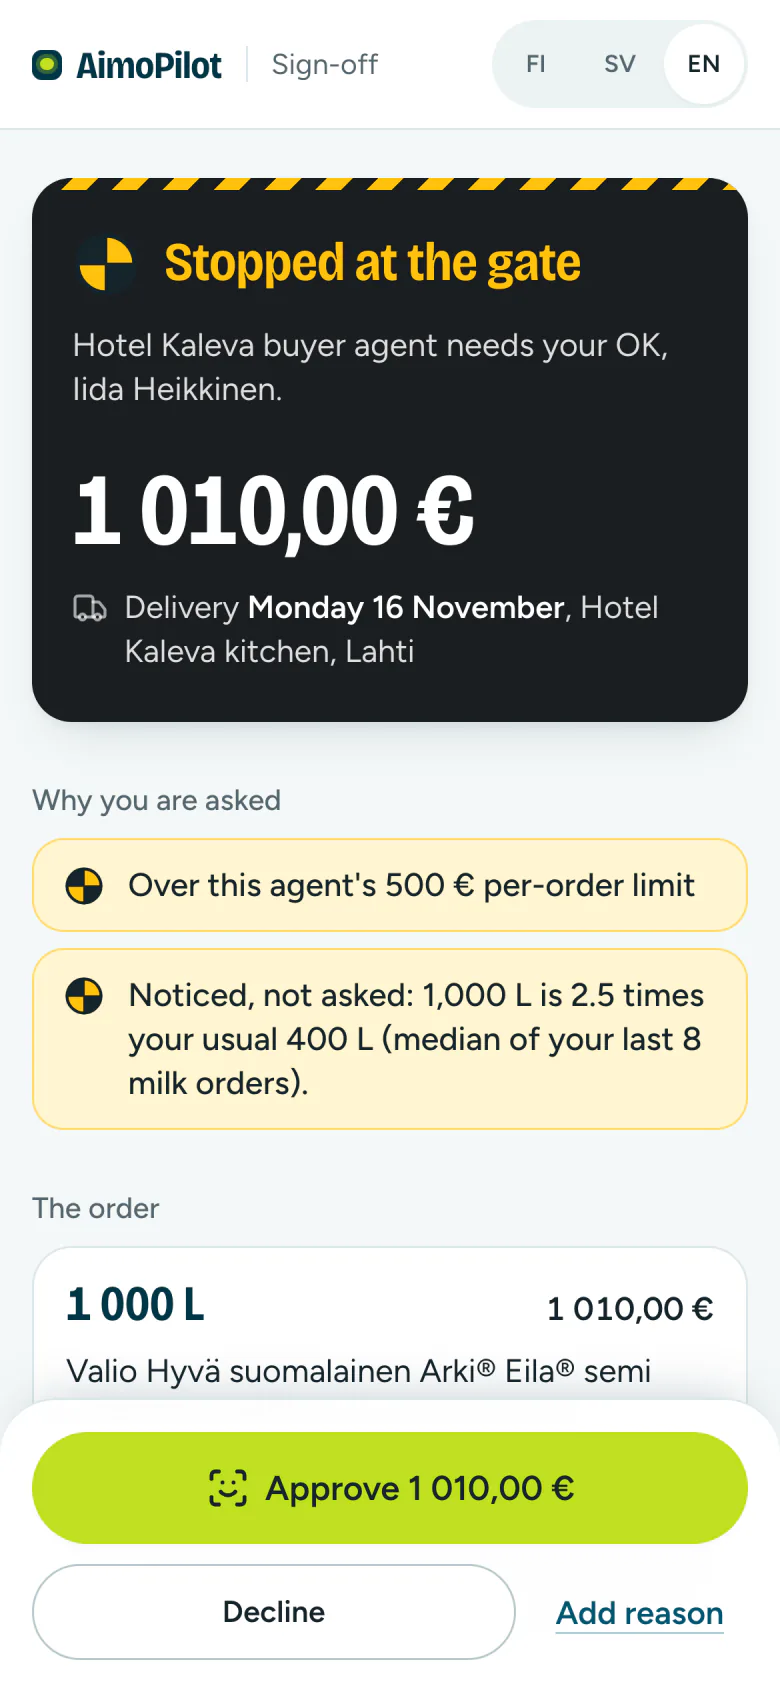 AimoPilot
Sign-off
FI
SV
EN
Stopped at the gate
Hotel Kaleva buyer agent needs your OK,
Iida Heikkinen.
1 010,00 €
Delivery Monday 16 November, Hotel
Kaleva kitchen, Lahti
Why you are asked
Over this agent's 500 € per-order limit
Noticed, not asked: 1,000 L is 2.5 times
your usual 400 L (median of your last 8
milk orders).
The order
1 000 L
1 010,00 €
Valio Hyvä suomalainen Arki® Eila® semi
Approve 1 010,00 €
Decline
Add reason